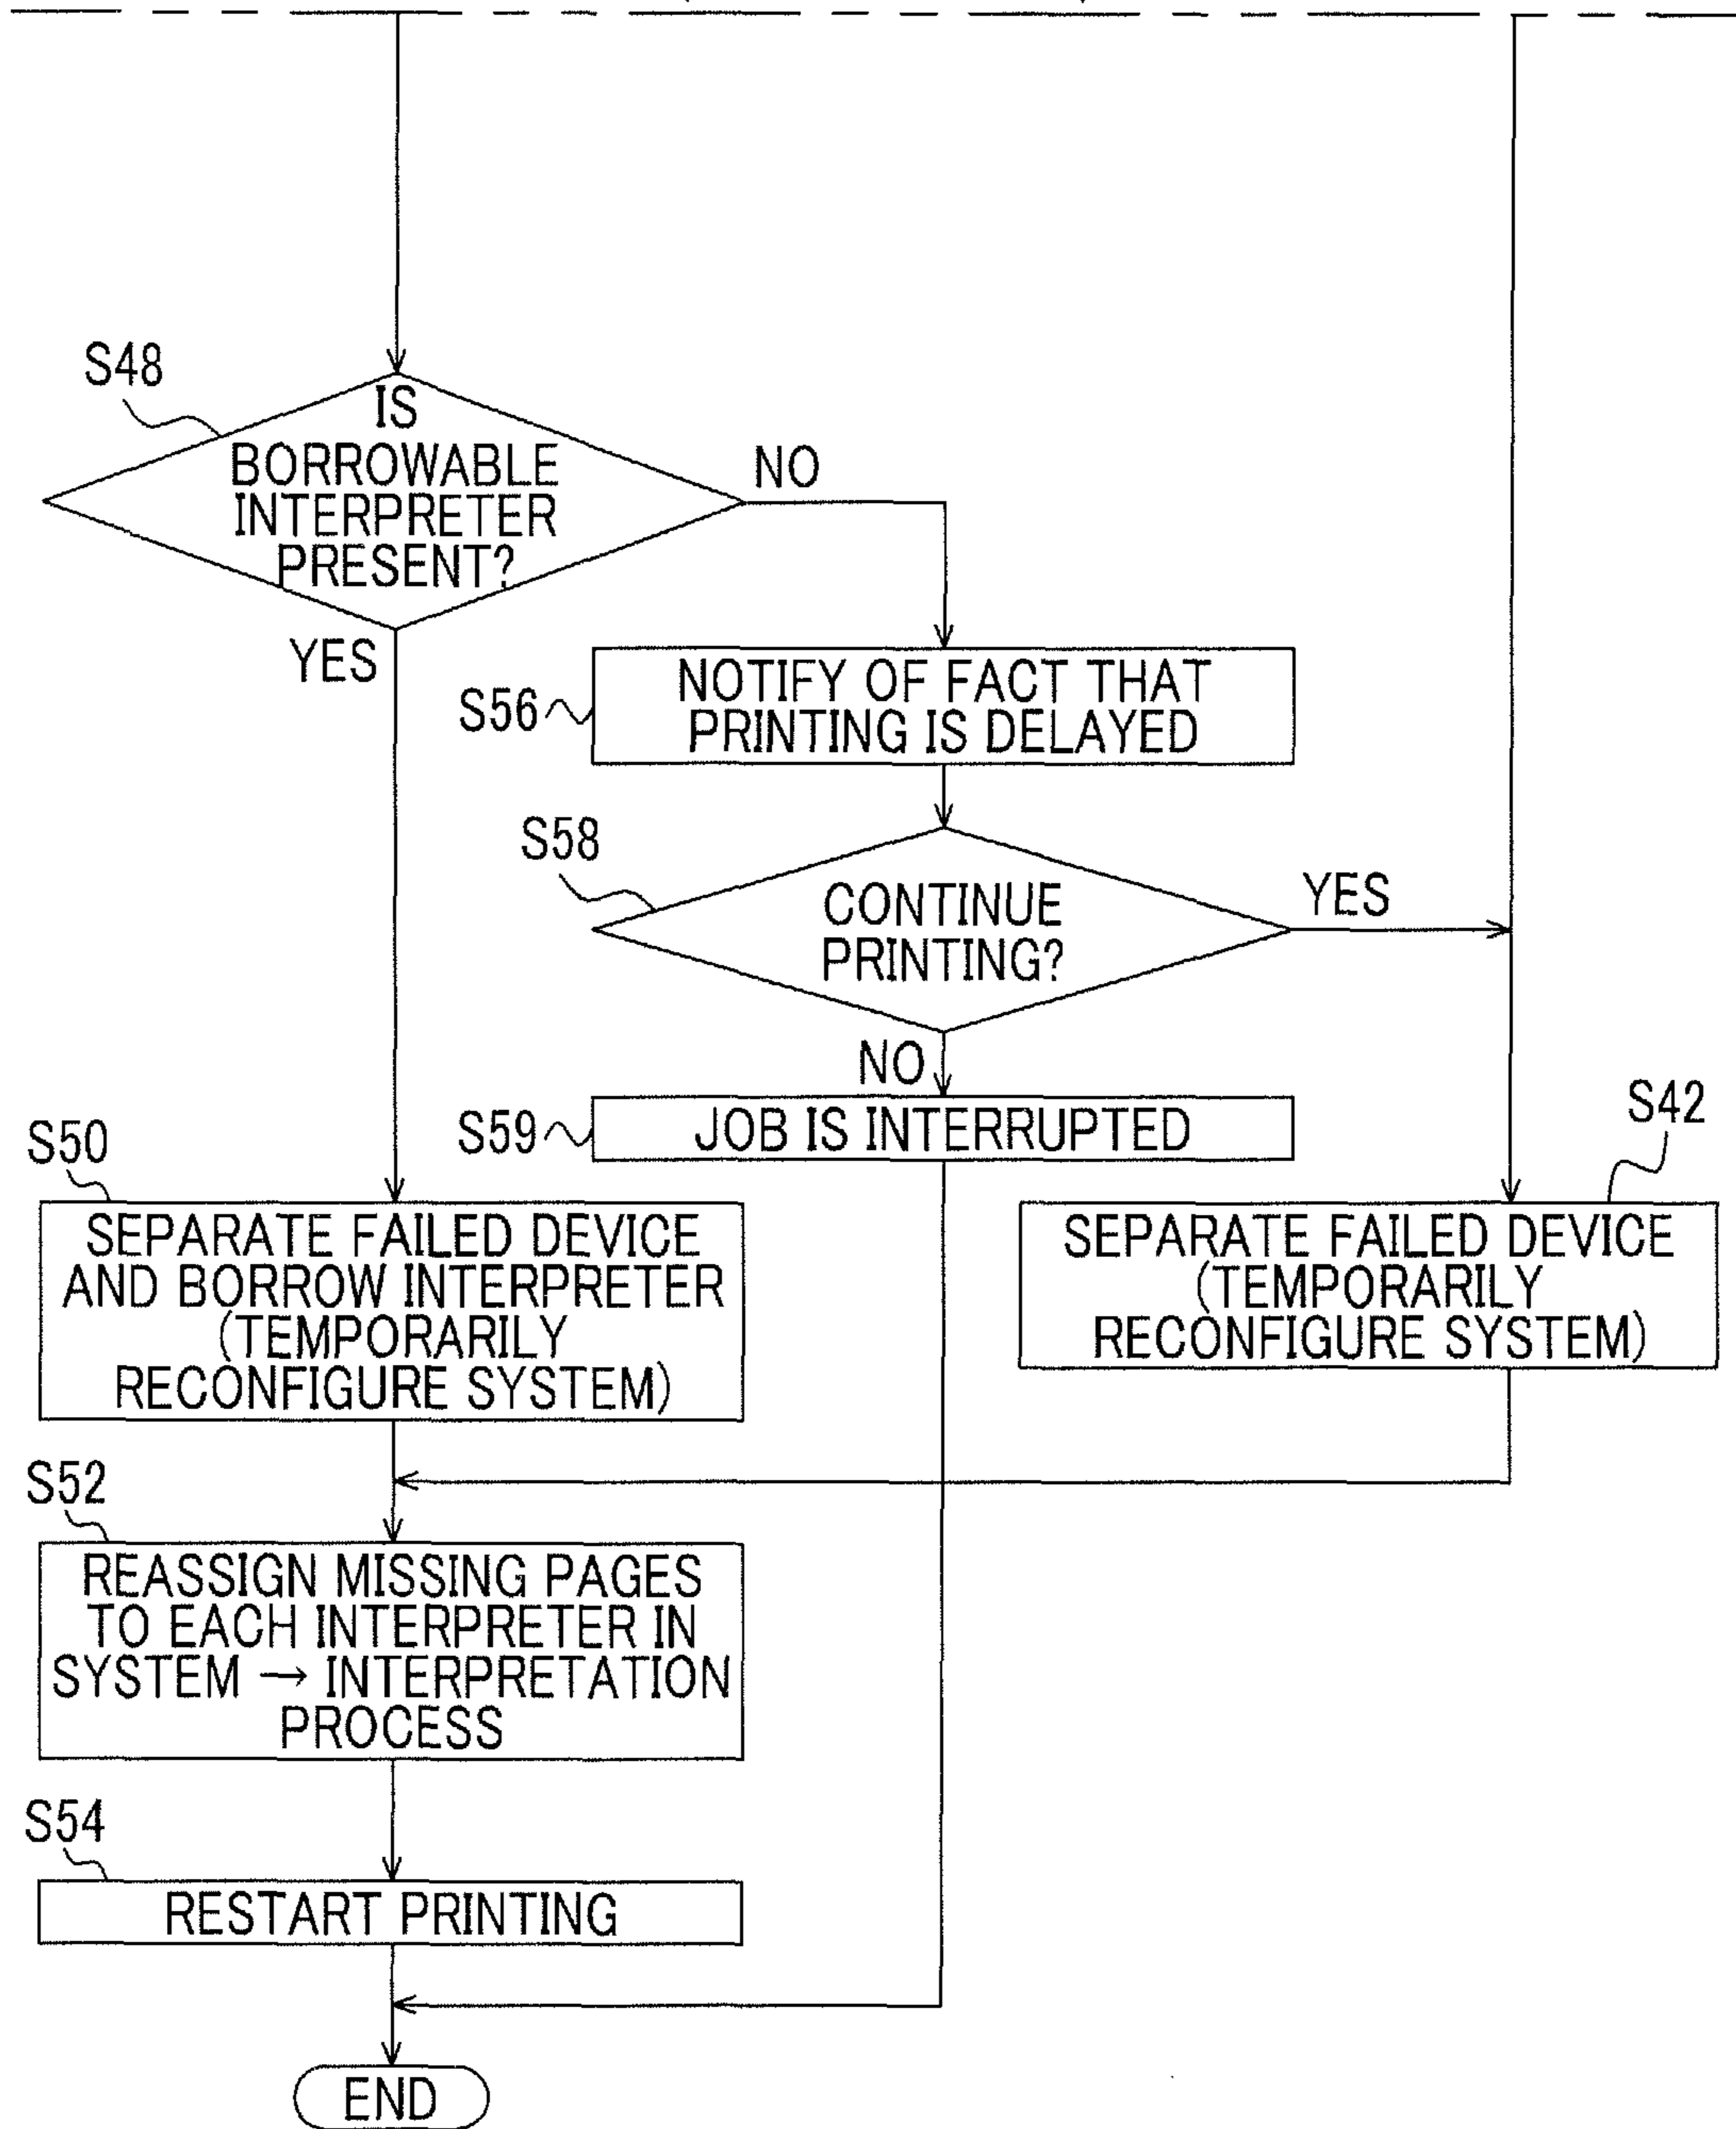 S48
IS
BORROWABLE
INTERPRETER
PRESENT?
NO
YES
S56
NOTIFY OF FACT THAT
PRINTING IS DELAYED
S58
CONTINUE
PRINTING?
YES
NO
S59
JOB IS INTERRUPTED
S42
SEPARATE FAILED DEVICE
(TEMPORARILY
RECONFIGURE SYSTEM)
S50
SEPARATE FAILED DEVICE
AND BORROW INTERPRETER
(TEMPORARILY
RECONFIGURE SYSTEM)
S52
REASSIGN MISSING PAGES
TO EACH INTERPRETER IN
SYSTEM → INTERPRETATION
PROCESS
S54
RESTART PRINTING
END